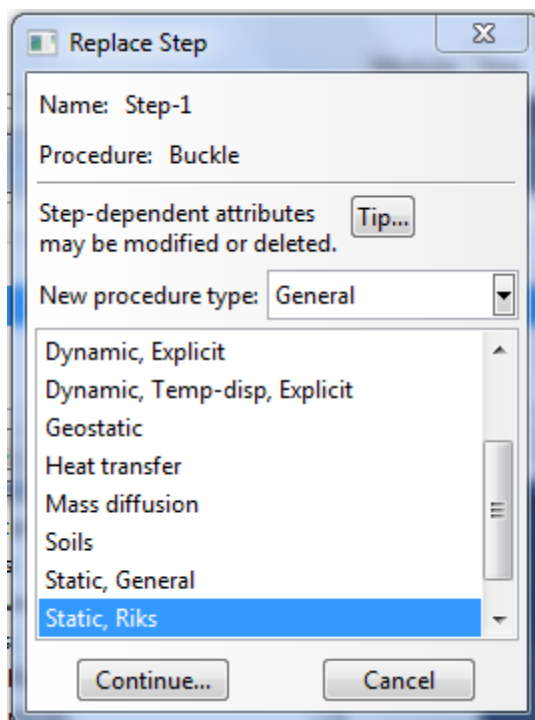 Replace Step
Name: Step-1
Procedure: Buckle
Step-dependent attributes
may be modified or deleted.
Tip...
New procedure type: General
Dynamic, Explicit
Dynamic, Temp-disp, Explicit
Geostatic
Heat transfer
Mass diffusion
Soils
Static, General
Static, Riks
Continue...
Cancel